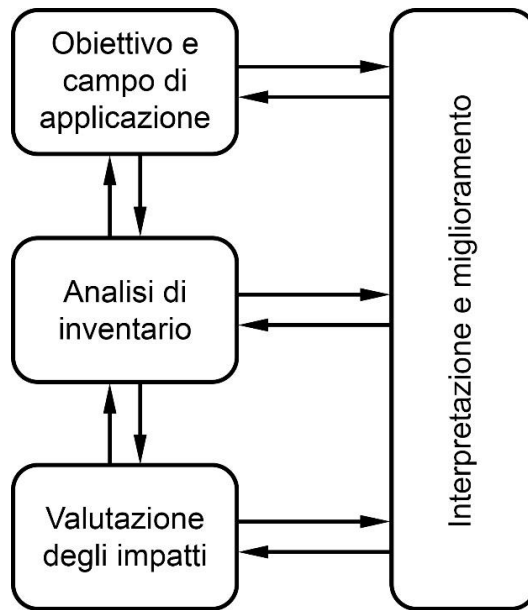 Obiettivo e
campo di
applicazione
Analisi di
inventario
Valutazione
degli impatti
Interpretazione e miglioramento